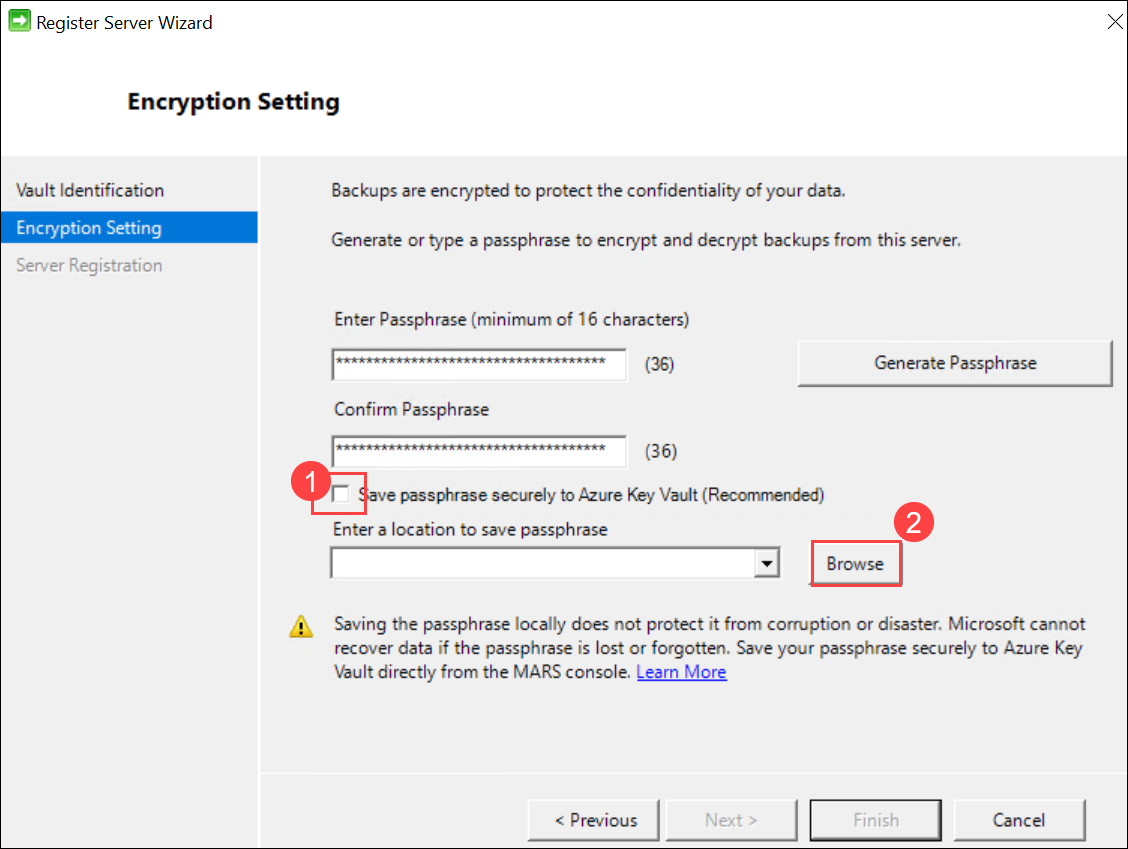 Register Server Wizard
Encryption Setting
Vault Identification
Encryption Setting
Server Registration
Backups are encrypted to protect the confidentiality of your data.
Generate or type a passphrase to encrypt and decrypt backups from this server.
Enter Passphrase (minimum of 16 characters)
************************************ (36)
Generate Passphrase
Confirm Passphrase
************************************ (36)
1
Save passphrase securely to Azure Key Vault (Recommended)
Enter a location to save passphrase
2
Browse
Saving the passphrase locally does not protect it from corruption or disaster. Microsoft cannot
recover data if the passphrase is lost or forgotten. Save your passphrase securely to Azure Key
Vault directly from the MARS console. Learn More
< Previous
Next >
Finish
Cancel